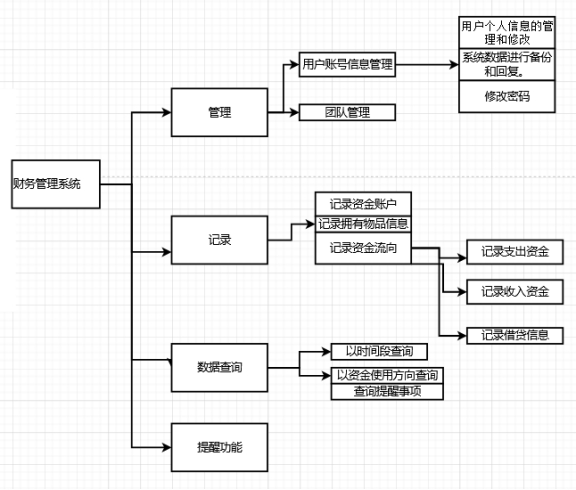 用户个人信息的管
理和修改
用户账号信息管理
系统数据进行备份
和回复。
修改密码
管理
团队管理
财务管理系统
记录资金账户
记录拥有物品信息
记录
记录资金流向
记录支出资金
记录收入资金
记录借贷信息
以时间段查询
数据查询
以资金使用方向查询
查询提醒事项
提醒功能